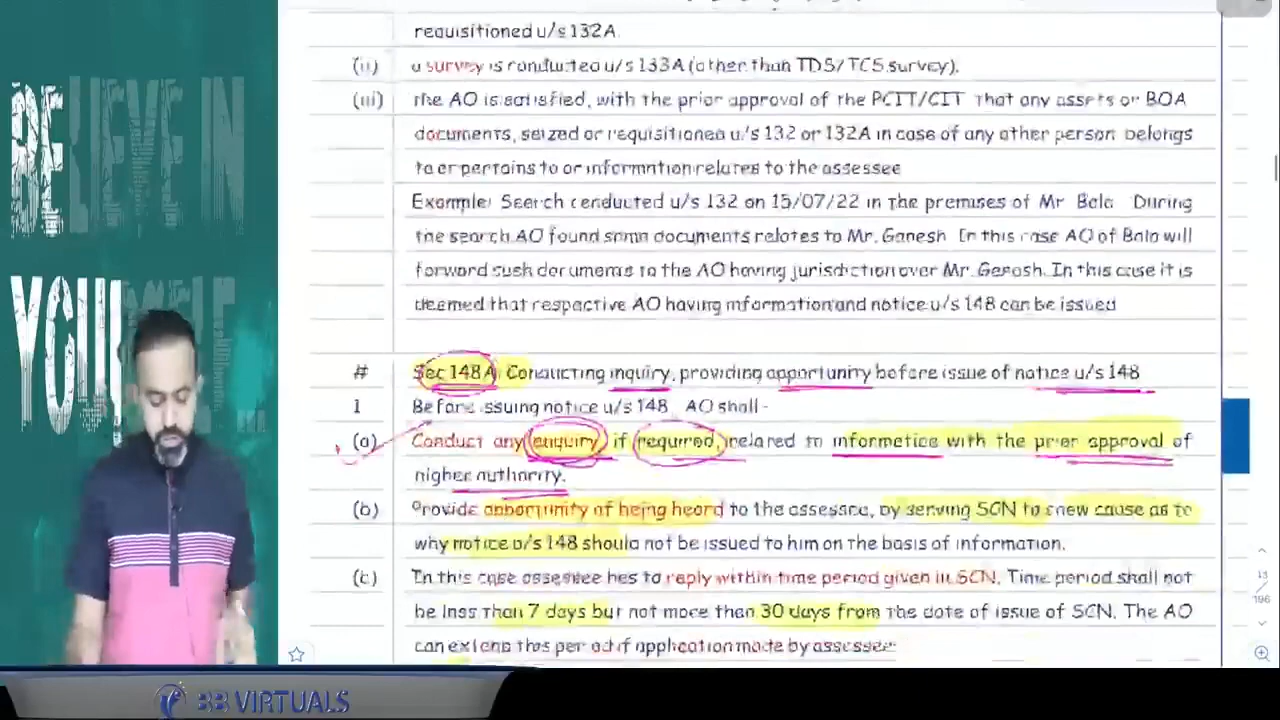 BELIEVE IN
YOURSELF
requisitioned u/s 132A.
(ii) a survey is conducted u/s 133A (other than TDS/TCS survey).
(iii) the AO is satisfied, with the prior approval of the PCIT/CIT That any assets or BOA
documents, seized or requisitioned u/s 132 or 132A in case of any other person belongs
to or pertains to or information relates to the assessee
Example: Search conducted u/s 132 on 15/07/22 in the premises of Mr Bala During
the search AO found some documents relates to Mr. Ganesh In this case AO of Bala will
forward such documents to the AO having jurisdiction over Mr. Ganesh. In this case it is
deemed that respective AO having information and notice u/s 148 can be issued
# Sec 148A Conducting inquiry, providing opportunity before issue of notice u/s 148
1 Before issuing notice u/s 148, AO shall -
(a) Conduct any enquiry if required, related to information with the prior approval of
higher authority.
(b) Provide opportunity of being heard to the assessee, by serving SCN to show cause as to
why notice u/s 148 should not be issued to him on the basis of information.
(c) In this case assessee has to reply within time period given in SCN. Time period shall not
be less than 7 days but not more than 30 days from the date of issue of SCN. The AO
can extend this period if application made by assessee
13
/
196
BB VIRTUALS